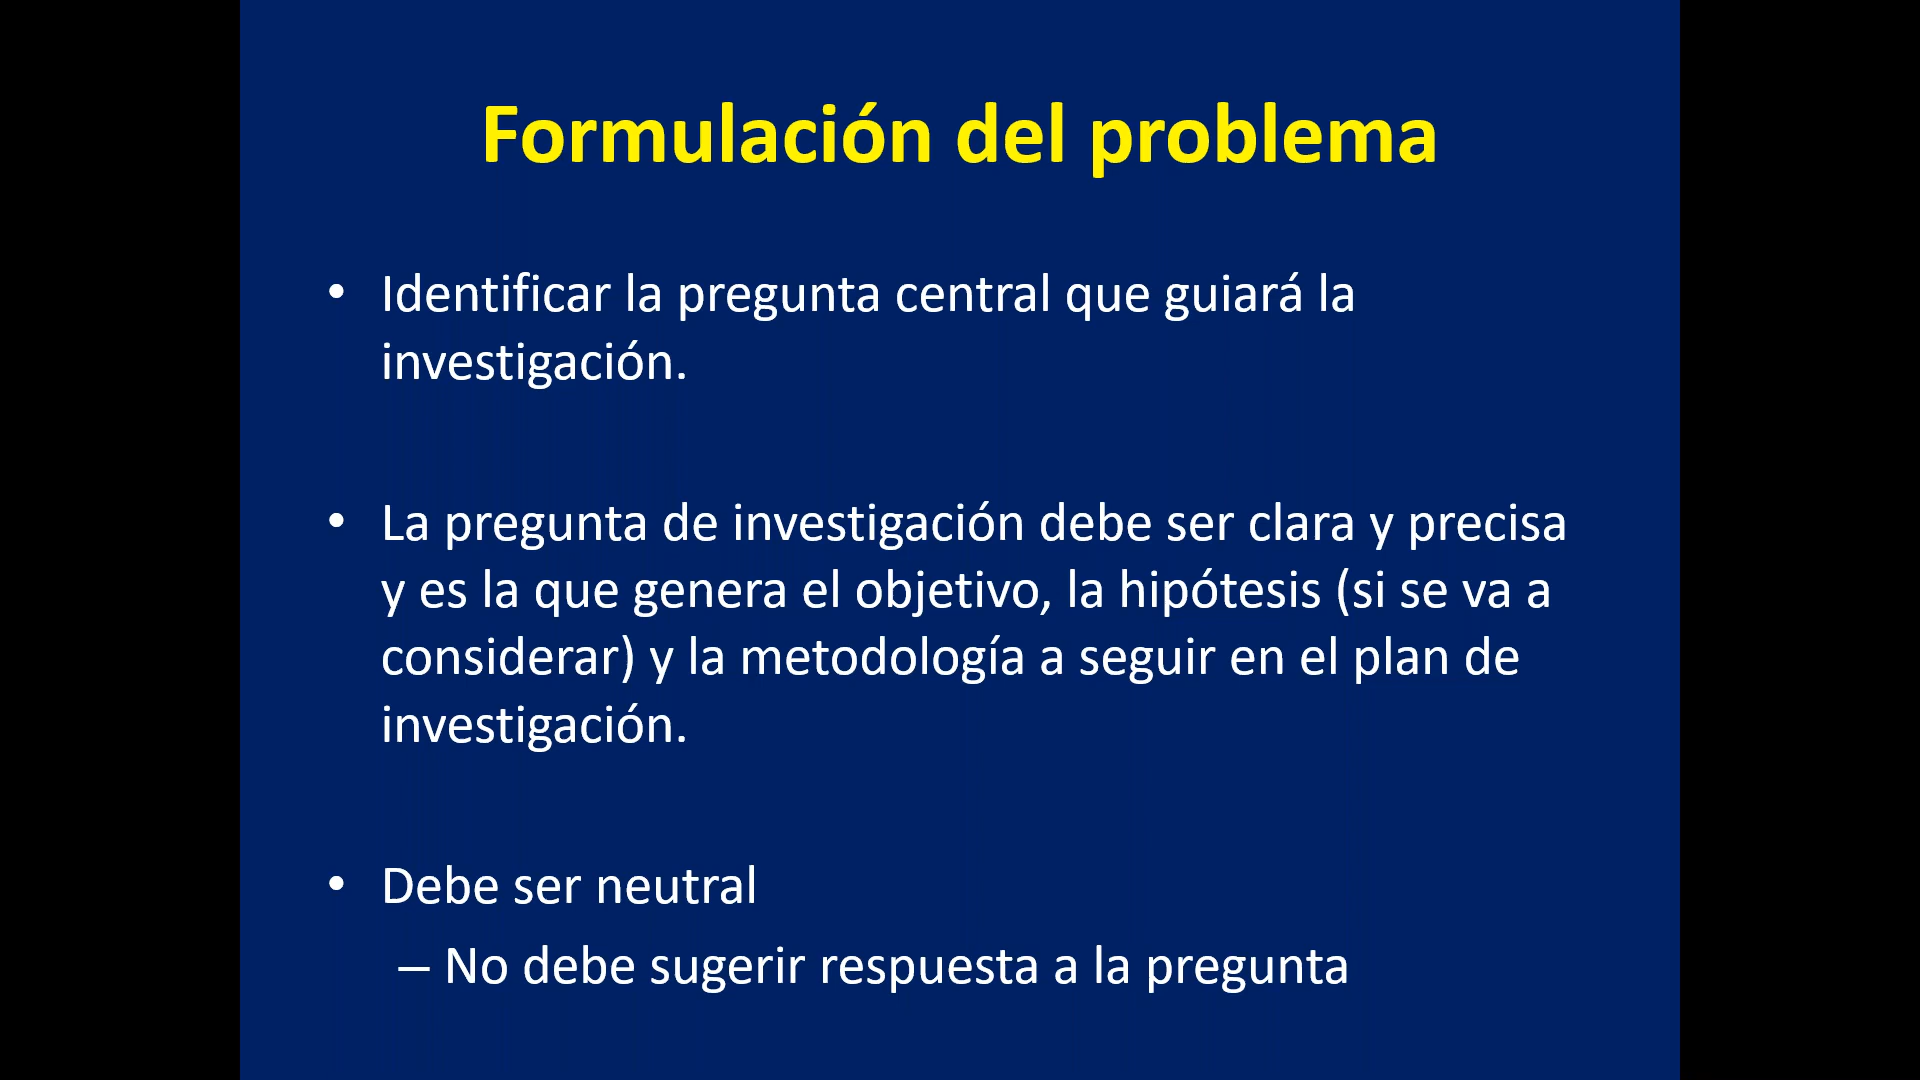 Formulación del problema
• Identificar la pregunta central que guiará la
investigación.
• La pregunta de investigación debe ser clara y precisa
y es la que genera el objetivo, la hipótesis (si se va a
considerar) y la metodología a seguir en el plan de
investigación.
• Debe ser neutral
– No debe sugerir respuesta a la pregunta